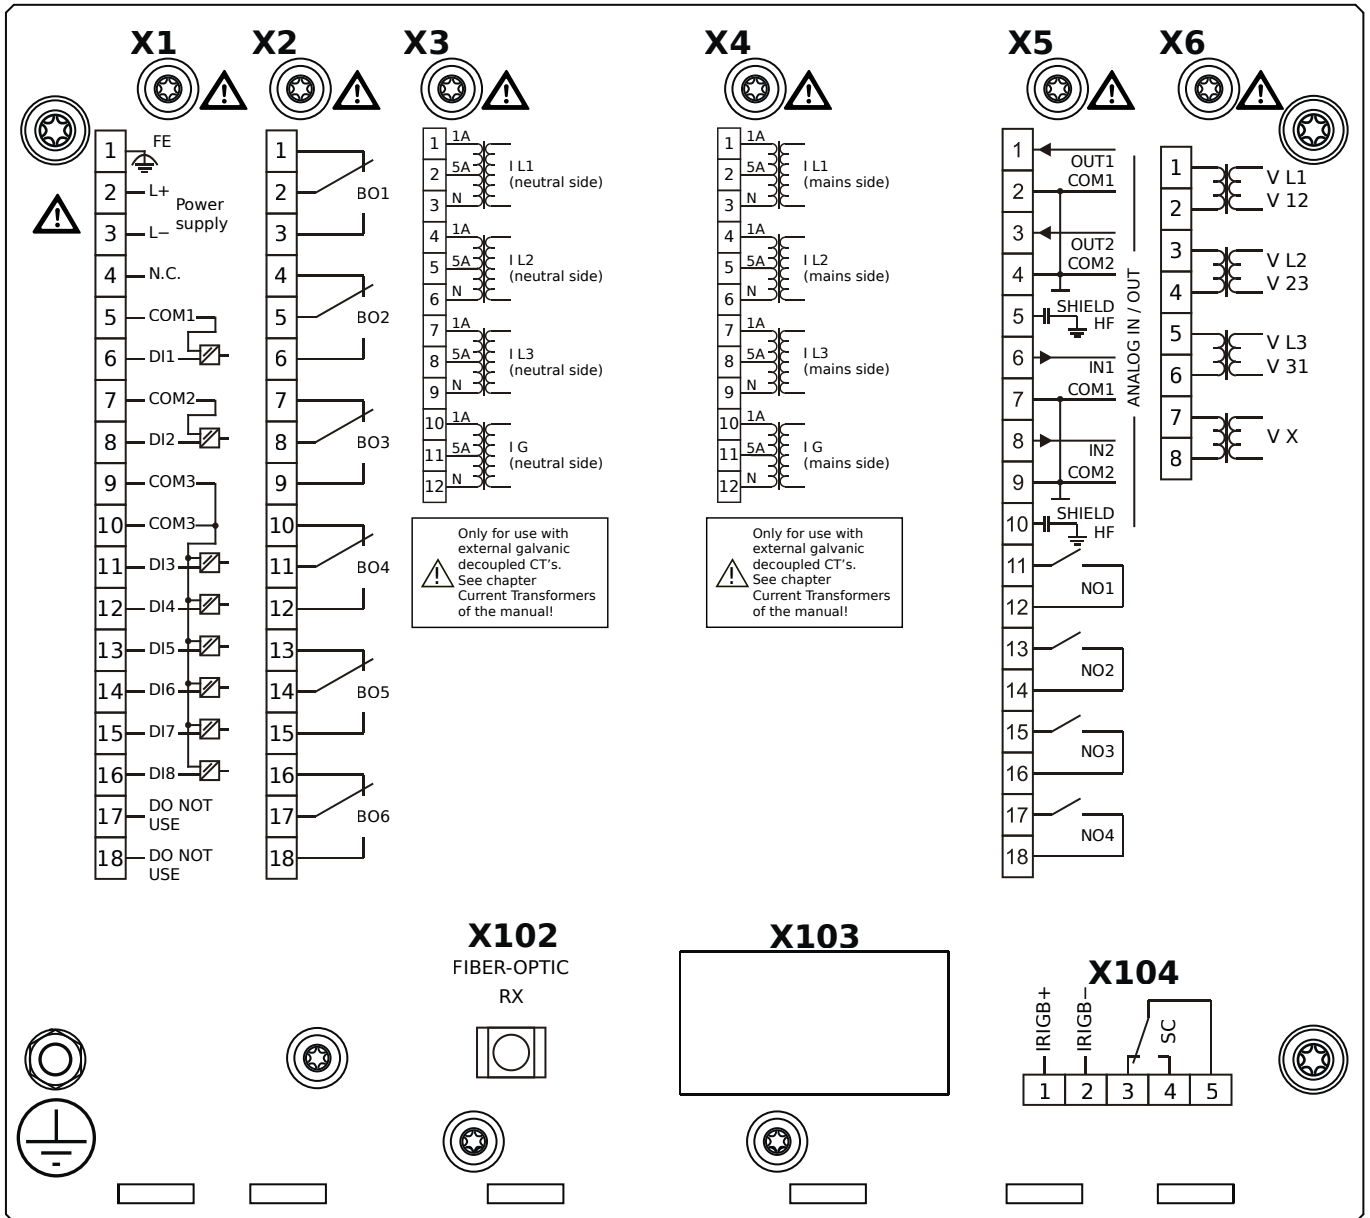 X1 X2 X3 X4 X5 X6
1 FE
2 L+
Power
supply
3 L−
4 N.C.
5 COM1
6 DI1
7 COM2
8 DI2
9 COM3
10 COM3
11 DI3
12 DI4
13 DI5
14 DI6
15 DI7
16 DI8
17 DO NOT
USE
18 DO NOT
USE
1
2 BO1
3
4
5 BO2
6
7
8 BO3
9
10
11 BO4
12
13
14 BO5
15
16
17 BO6
18
1 1A
I L1
2 5A (neutral side)
3 N
4 1A
I L2
5 5A (neutral side)
6 N
7 1A
I L3
8 5A (neutral side)
9 N
10 1A
I G
11 5A (neutral side)
12 N
Only for use with
external galvanic
decoupled CT's.
See chapter
Current Transformers
of the manual!
1 1A
I L1
2 5A (mains side)
3 N
4 1A
I L2
5 5A (mains side)
6 N
7 1A
I L3
8 5A (mains side)
9 N
10 1A
I G
11 5A (mains side)
12 N
Only for use with
external galvanic
decoupled CT's.
See chapter
Current Transformers
of the manual!
1 OUT1
2 COM1
3 OUT2
4 COM2
5 SHIELD
HF
6 IN1
7 COM1
8 IN2
9 COM2
10 SHIELD
HF
ANALOG IN / OUT
11
NO1
12
13
NO2
14
15
NO3
16
17
NO4
18
1 V L1
2 V 12
3 V L2
4 V 23
5 V L3
6 V 31
7
V X
8
X102
FIBER-OPTIC
RX
X103
X104
IRIGB+
IRIGB−
SC
1 2 3 4 5